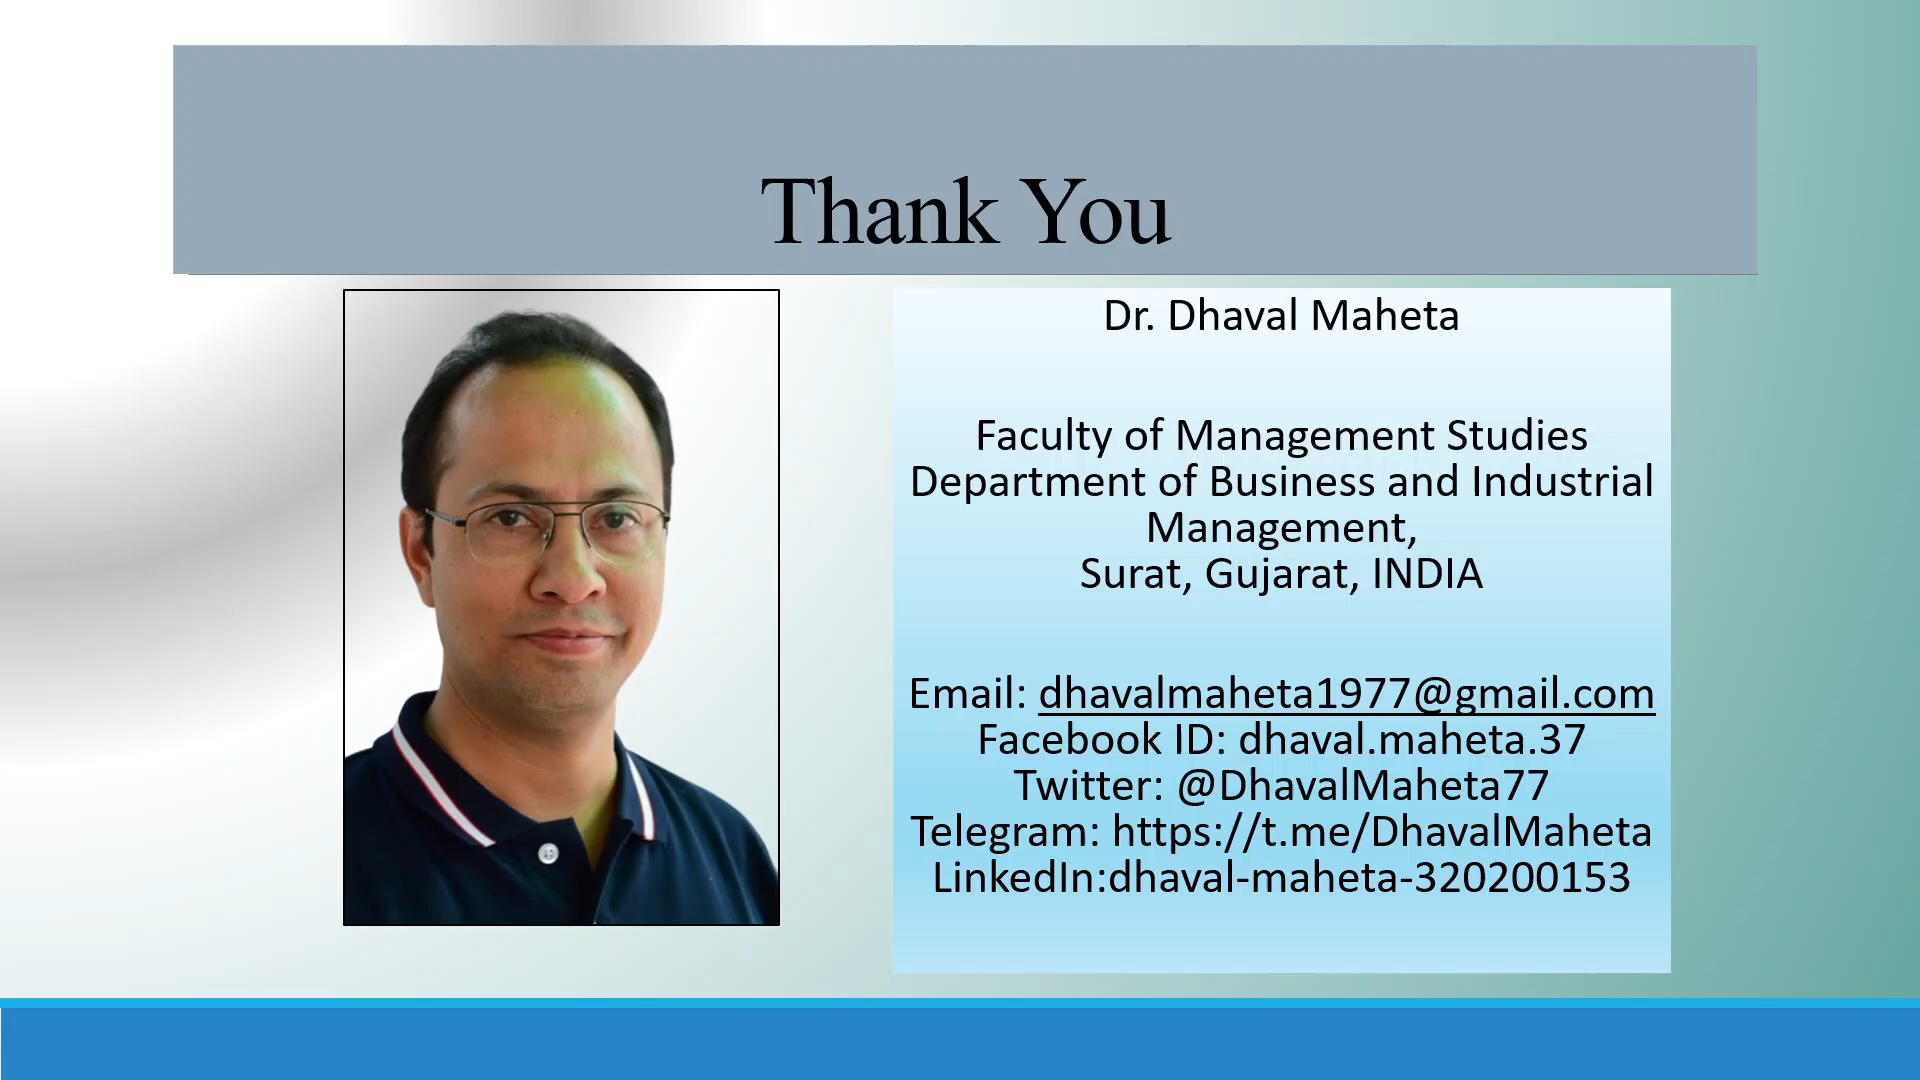 Thank You
Dr. Dhaval Maheta
Faculty of Management Studies
Department of Business and Industrial
Management,
Surat, Gujarat, INDIA
Email: dhavalmaheta1977@gmail.com
Facebook ID: dhaval.maheta.37
Twitter: @DhavalMaheta77
Telegram: https://t.me/DhavalMaheta
LinkedIn:dhaval-maheta-320200153